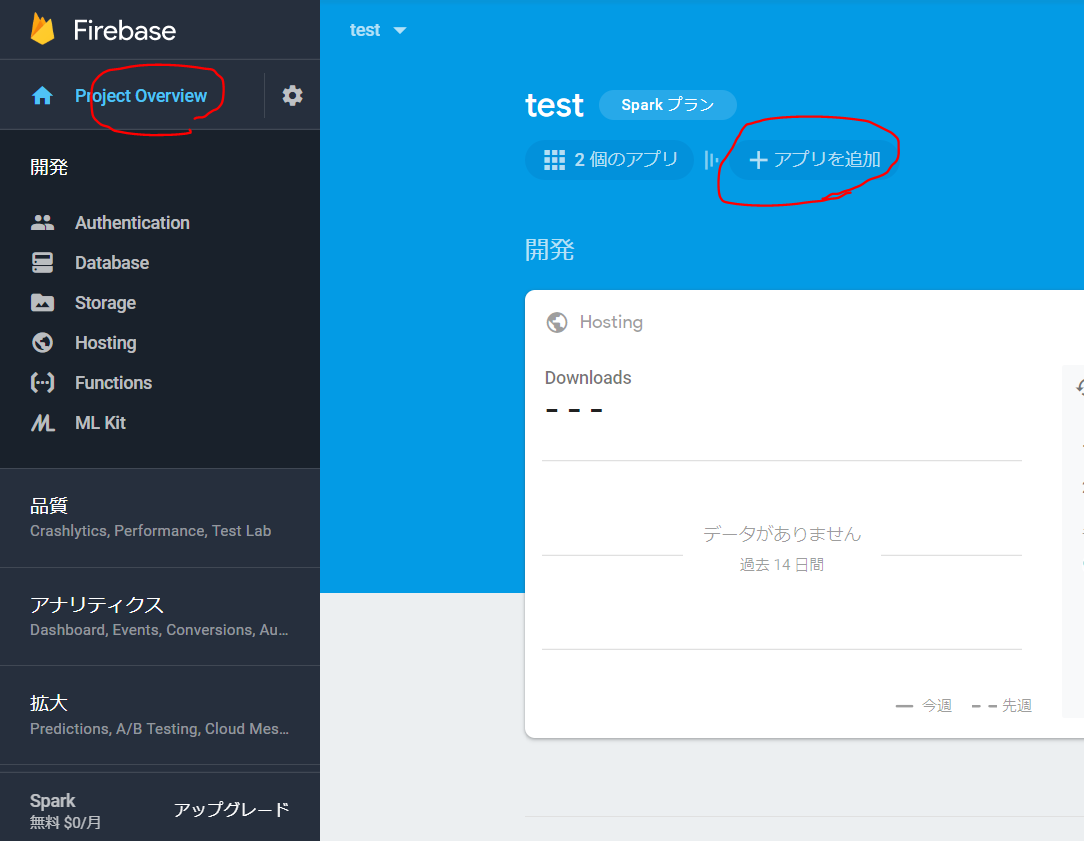 Firebase
Project Overview
開発
Authentication
Database
Storage
Hosting
Functions
ML Kit
品質
Crashlytics, Performance, Test Lab
アナリティクス
Dashboard, Events, Conversions, Au...
拡大
Predictions, A/B Testing, Cloud Mes...
Spark
無料 $0/月
アップグレード
test
test
Spark プラン
2 個のアプリ
＋ アプリを追加
開発
Hosting
Downloads
- - -
データがありません
過去 14 日間
今週
先週